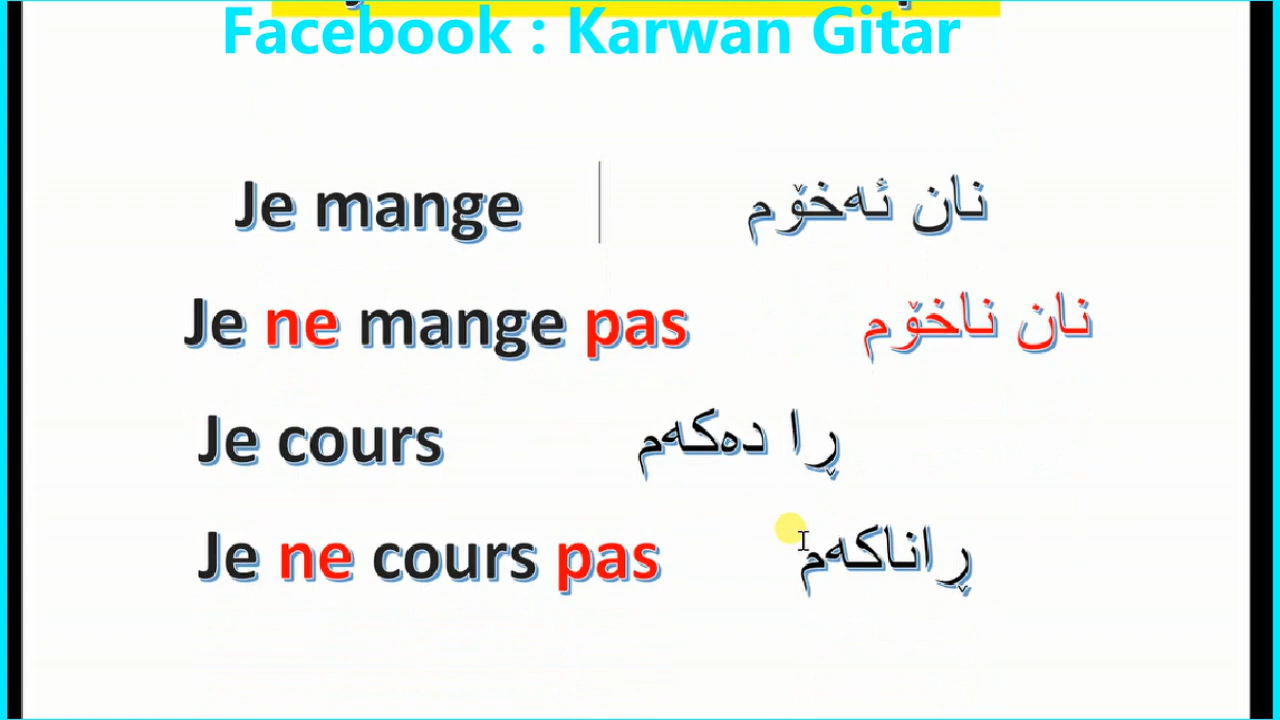 Facebook : Karwan Gitar
Je mange نان ئەخۆم
Je ne mange pas نان ناخۆم
Je cours ڕا دەکەم
Je ne cours pas ڕاناکەم